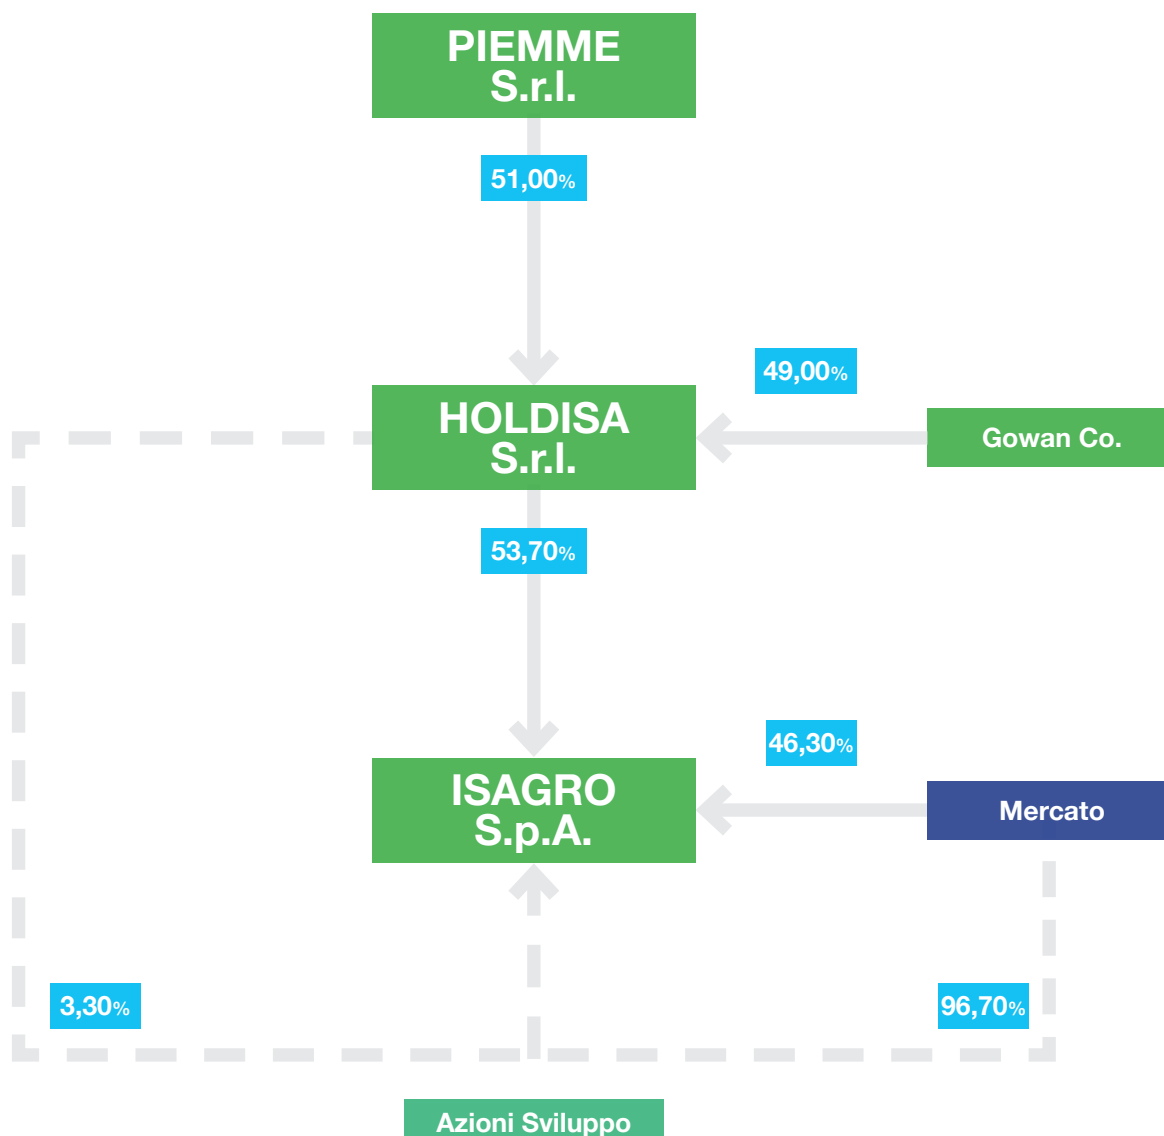 PIEMME
S.r.l.
51,00%
49,00%
HOLDISA
S.r.l.
Gowan Co.
53,70%
46,30%
ISAGRO
S.p.A.
Mercato
3,30%
96,70%
Azioni Sviluppo